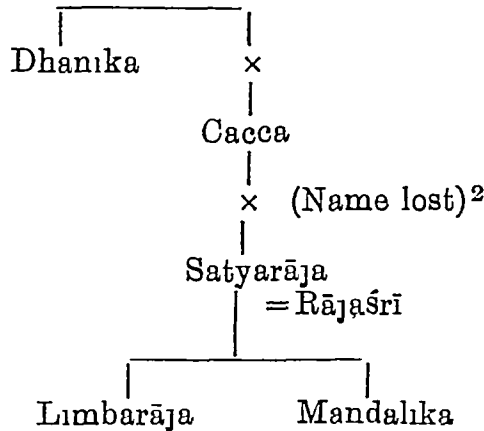 Dhanika
×
Cacca
× (Name lost)²
Satyarāja
= Rājaśrī
Limbarāja Mandalika